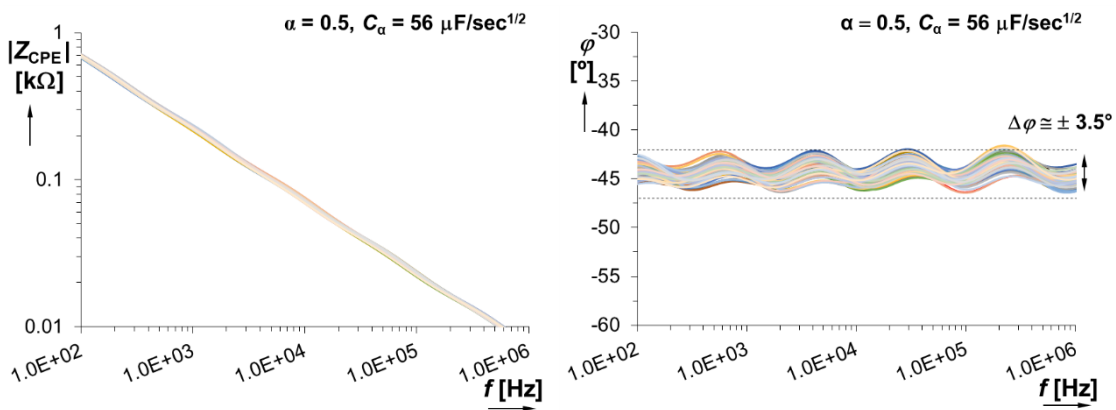 α = 0.5, Cα = 56 μF/sec1/2
|ZCPE|
[kΩ]
1
0.1
0.01
1.0E+02
1.0E+03
1.0E+04
1.0E+05
1.0E+06
f [Hz]
α = 0.5, Cα = 56 μF/sec1/2
φ
[º]
-30
-35
-40
-45
-50
-55
-60
Δφ ≅ ± 3.5°
1.0E+02
1.0E+03
1.0E+04
1.0E+05
1.0E+06
f [Hz]